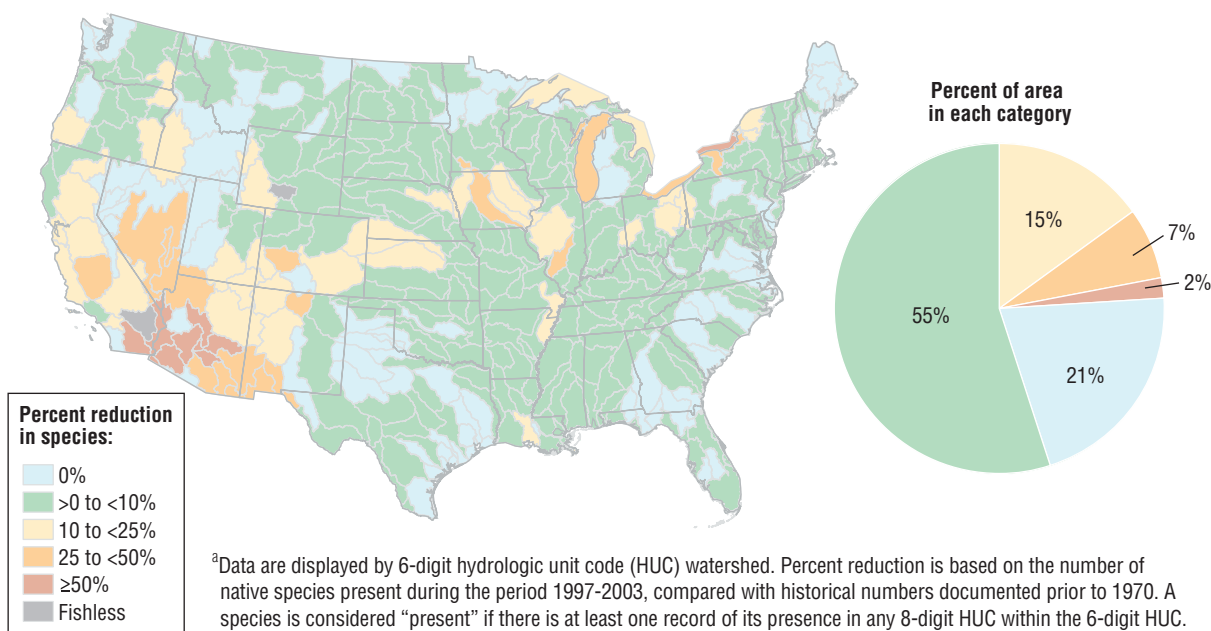 Percent of area
in each category
15%
7%
2%
55%
21%
Percent reduction
in species:
0%
>0 to <10%
10 to <25%
25 to <50%
≥50%
Fishless
aData are displayed by 6-digit hydrologic unit code (HUC) watershed. Percent reduction is based on the number of
native species present during the period 1997-2003, compared with historical numbers documented prior to 1970. A
species is considered “present” if there is at least one record of its presence in any 8-digit HUC within the 6-digit HUC.